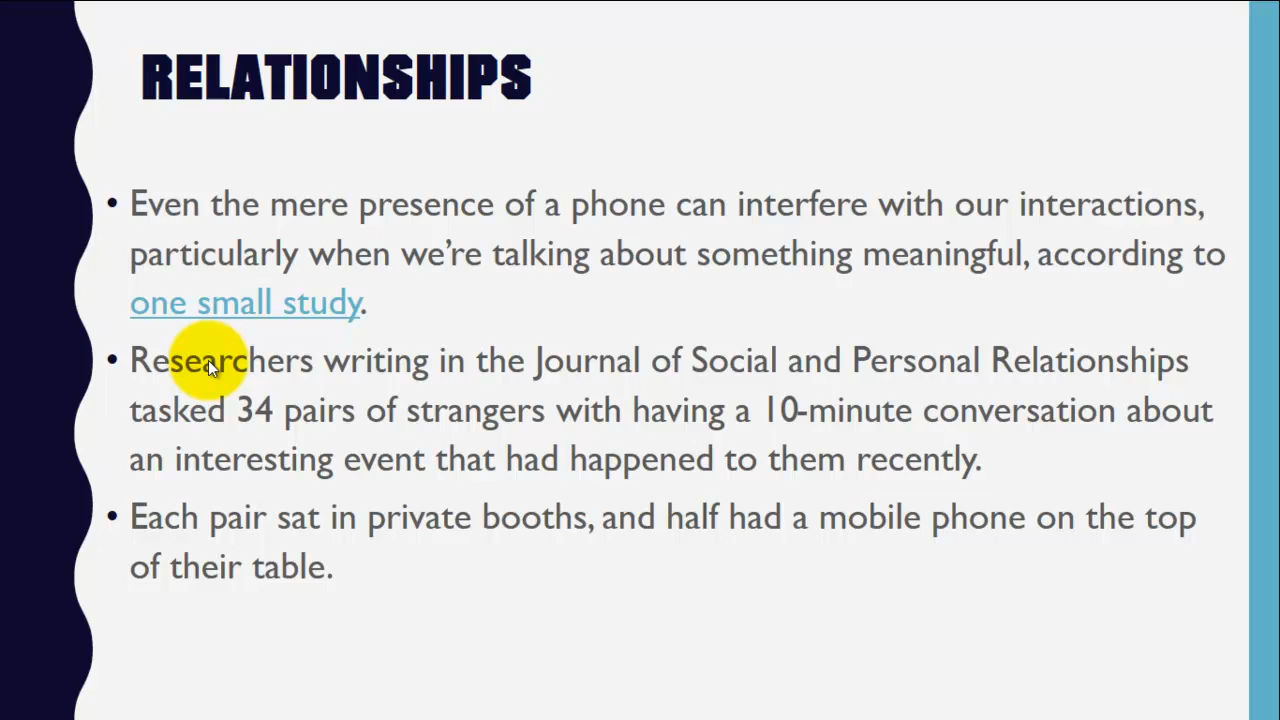 RELATIONSHIPS
• Even the mere presence of a phone can interfere with our interactions,
particularly when we’re talking about something meaningful, according to
one small study.
• Researchers writing in the Journal of Social and Personal Relationships
tasked 34 pairs of strangers with having a 10-minute conversation about
an interesting event that had happened to them recently.
• Each pair sat in private booths, and half had a mobile phone on the top
of their table.